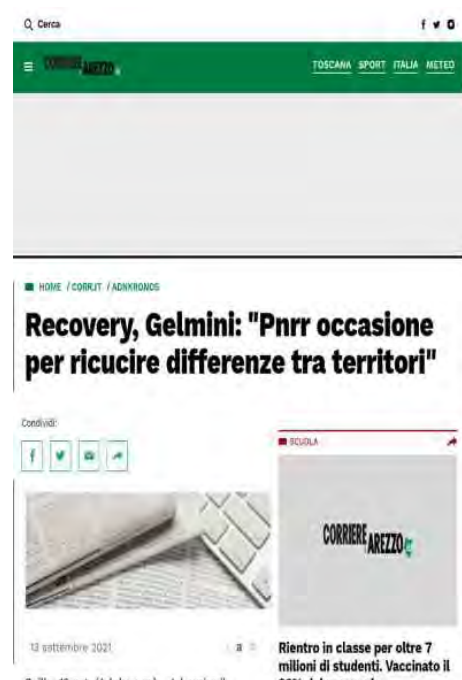 Cerca
CORRIERE AREZZO
TOSCANA SPORT ITALIA METEO
HOME / CORR.IT / ADNKRONOS
Recovery, Gelmini: "Pnrr occasione
per ricucire differenze tra territori"
Condividi:
SCUOLA
CORRIERE AREZZO
13 settembre 2021
a
Rientro in classe per oltre 7
milioni di studenti. Vaccinato il